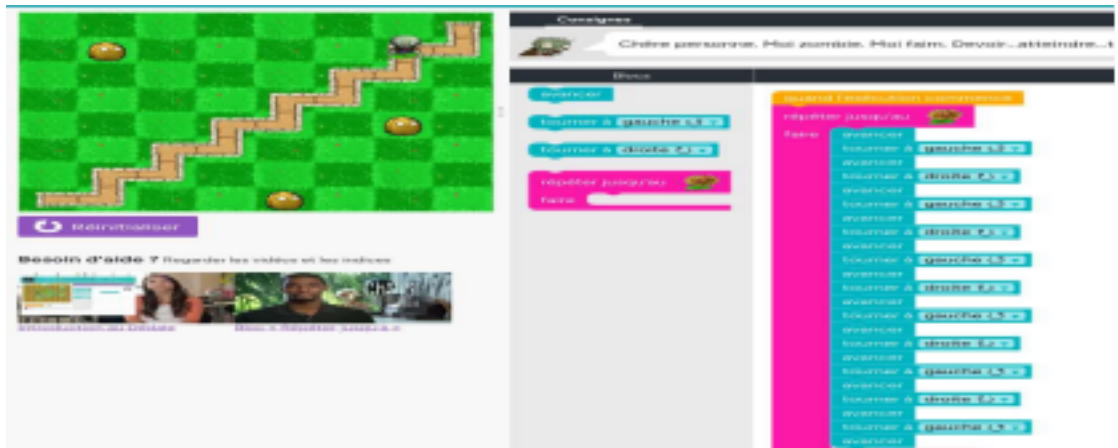 Consignes
Chère personne. Moi zombie. Moi faim. Devoir...atteindre...t
Blocs
avancer
tourner à gauche ↺
tourner à droite ↻
répéter jusqu'au
faire
quand l'exécution commence
répéter jusqu'au
faire
avancer
tourner à gauche ↺
avancer
tourner à droite ↻
avancer
tourner à gauche ↺
avancer
tourner à droite ↻
avancer
tourner à gauche ↺
avancer
tourner à droite ↻
avancer
tourner à gauche ↺
avancer
tourner à droite ↻
avancer
tourner à gauche ↺
avancer
tourner à droite ↻
avancer
tourner à gauche ↺
avancer
Réinitialiser
Besoin d'aide ? Regarder les vidéos et les indices
Introduction au Dédale
Bloc « Répéter jusqu'à »